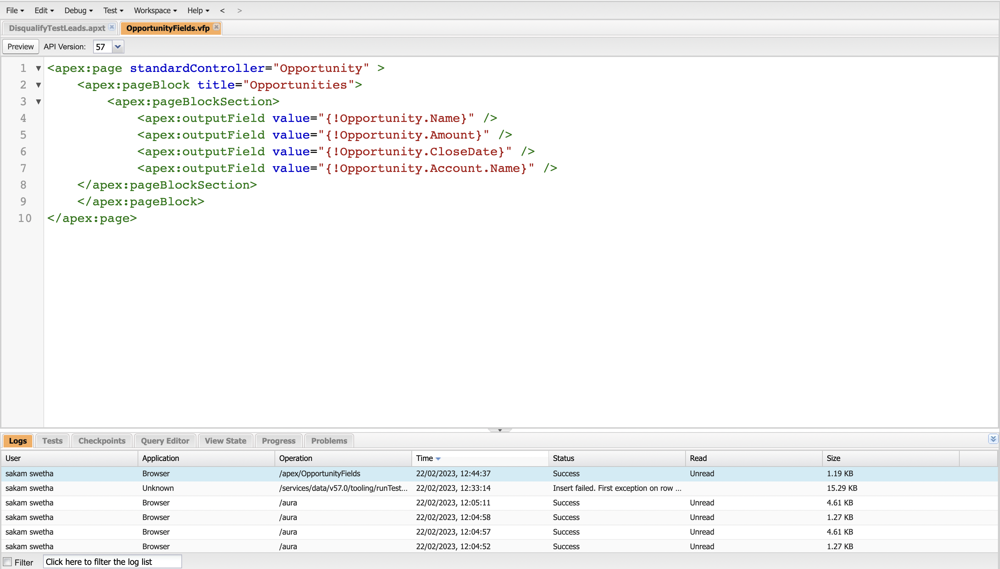 File Edit Debug Test Workspace Help < >
DisqualifyTestLeads.apxt OpportunityFields.vfp
Preview API Version: 57
1 <apex:page standardController="Opportunity" >
2 <apex:pageBlock title="Opportunities">
3 <apex:pageBlockSection>
4 <apex:outputField value="{!Opportunity.Name}" />
5 <apex:outputField value="{!Opportunity.Amount}" />
6 <apex:outputField value="{!Opportunity.CloseDate}" />
7 <apex:outputField value="{!Opportunity.Account.Name}" />
8 </apex:pageBlockSection>
9 </apex:pageBlock>
10 </apex:page>
Logs Tests Checkpoints Query Editor View State Progress Problems
User Application Operation Time Status Read Size
sakam swetha Browser /apex/OpportunityFields 22/02/2023, 12:44:37 Success Unread 1.19 KB
sakam swetha Unknown /services/data/v57.0/tooling/runTest... 22/02/2023, 12:33:14 Insert failed. First exception on row ... 15.29 KB
sakam swetha Browser /aura 22/02/2023, 12:05:11 Success Unread 4.61 KB
sakam swetha Browser /aura 22/02/2023, 12:04:58 Success Unread 1.27 KB
sakam swetha Browser /aura 22/02/2023, 12:04:57 Success Unread 4.61 KB
sakam swetha Browser /aura 22/02/2023, 12:04:52 Success Unread 1.27 KB
Filter Click here to filter the log list